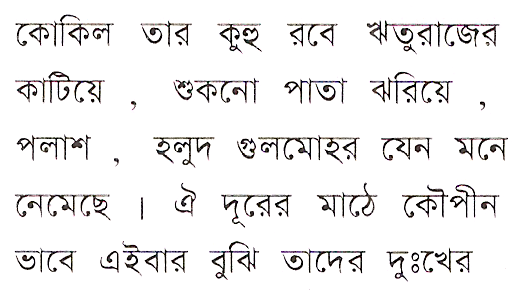 কোকিল তার কুহু রবে ঋতুরাজের
কাটিয়ে , শুকনো পাতা ঝরিয়ে ,
পলাশ , হলুদ গুলমোহর যেন মনে
নেমেছে । ঐ দূরের মাঠে কৌপীন
ভাবে এইবার বুঝি তাদের দুঃখের